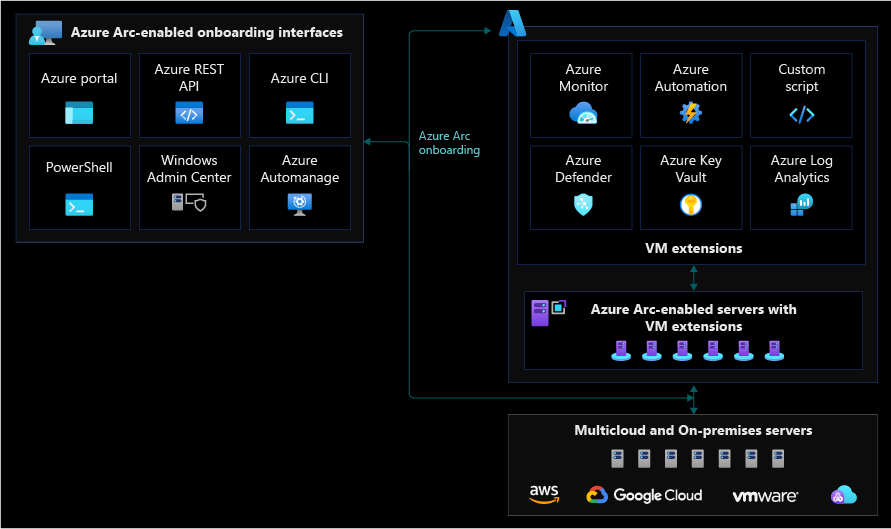 Azure Arc-enabled onboarding interfaces
Azure portal
Azure REST
API
Azure CLI
PowerShell
Windows
Admin Center
Azure
Automanage
Azure Arc
onboarding
Azure
Monitor
Azure
Automation
Custom
script
Azure
Defender
Azure Key
Vault
Azure Log
Analytics
VM extensions
Azure Arc-enabled servers with
VM extensions
Multicloud and On-premises servers
aws
Google Cloud
vmware